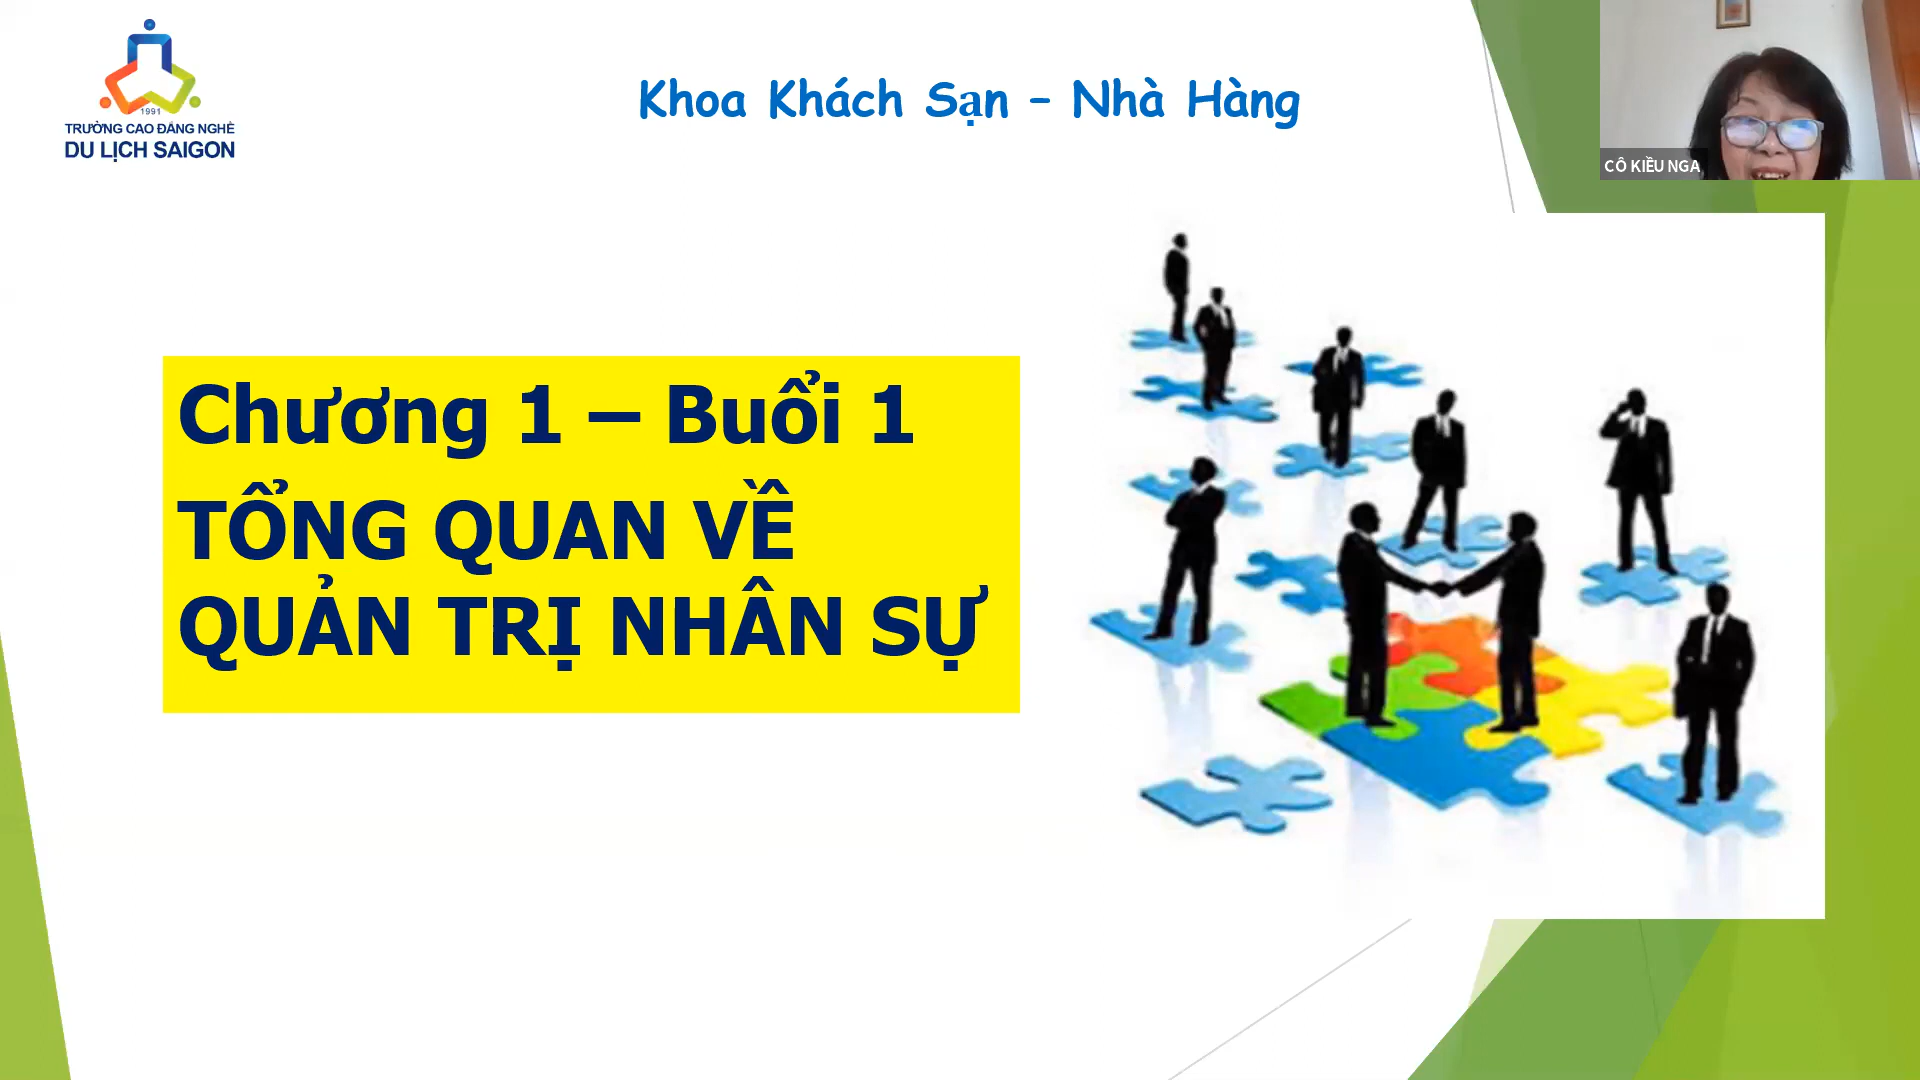 1991
TRƯỜNG CAO ĐẲNG NGHỀ
DU LỊCH SAIGON
Khoa Khách Sạn – Nhà Hàng
CÔ KIỀU NGA
Chương 1 – Buổi 1
TỔNG QUAN VỀ
QUẢN TRỊ NHÂN SỰ